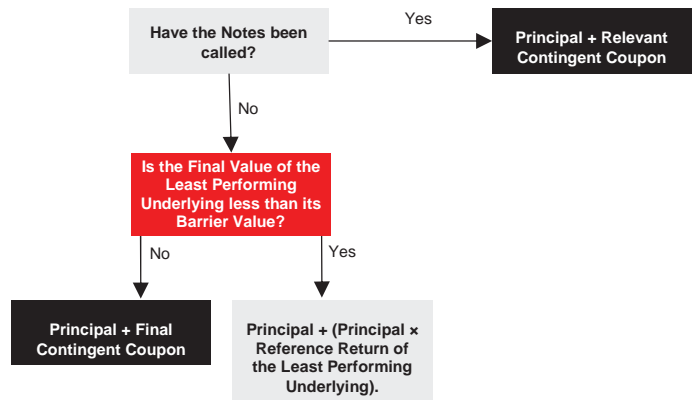 Have the Notes been
called?
Yes
Principal + Relevant
Contingent Coupon
No
Is the Final Value of the
Least Performing
Underlying less than its
Barrier Value?
No
Yes
Principal + Final
Contingent Coupon
Principal + (Principal ×
Reference Return of
the Least Performing
Underlying).